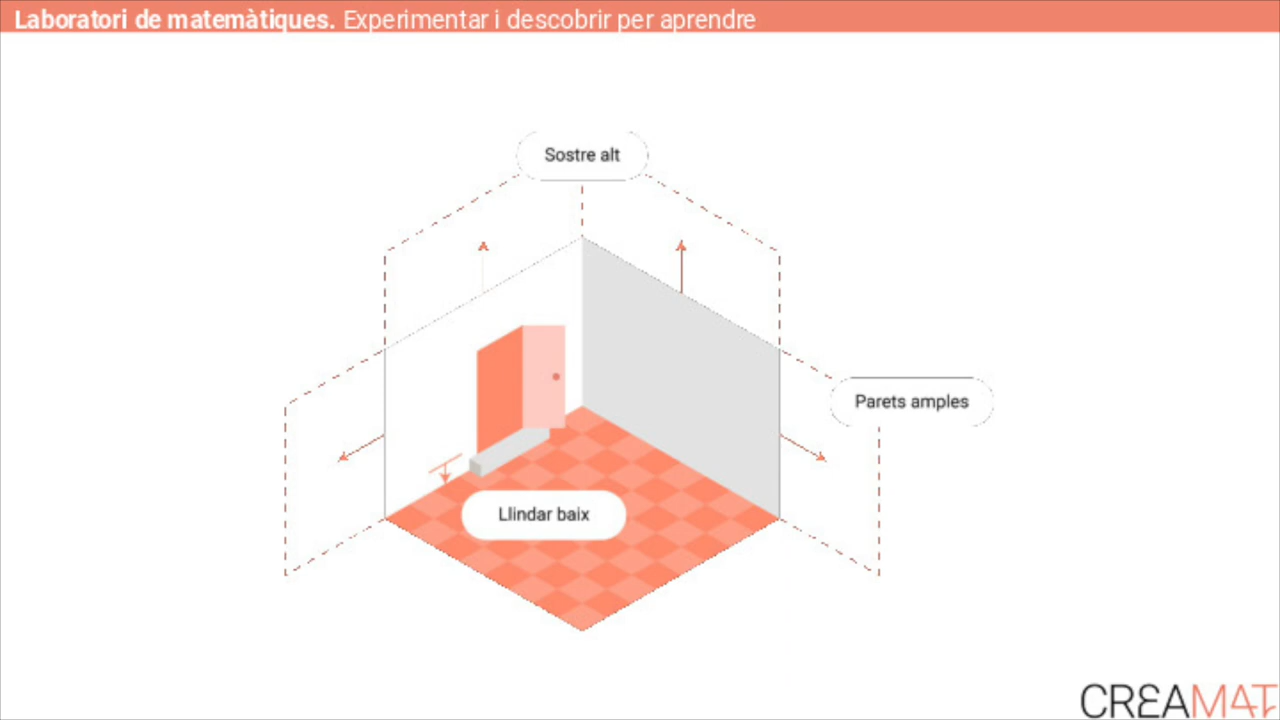 Laboratori de matemàtiques. Experimentar i descobrir per aprendre
Sostre alt
Parets amples
Llindar baix
CREAMAT